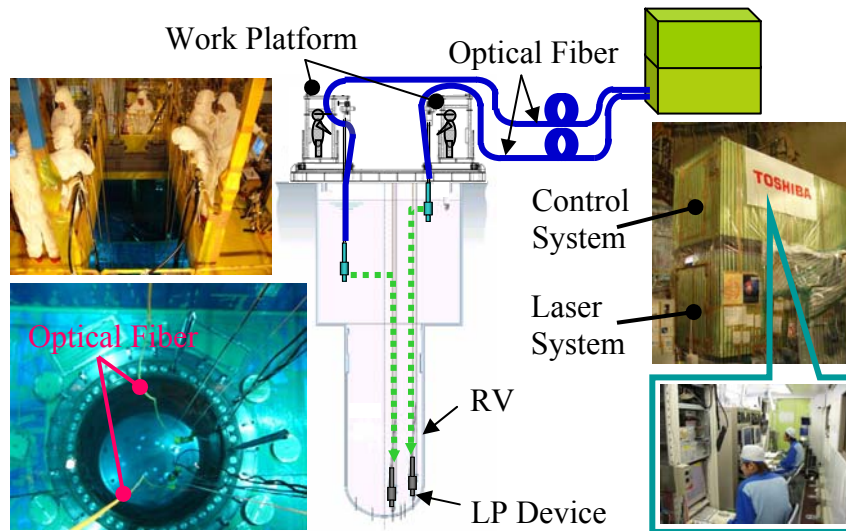 Work Platform
Optical Fiber
TOSHIBA
Control
System
Laser
System
Optical Fiber
RV
LP Device